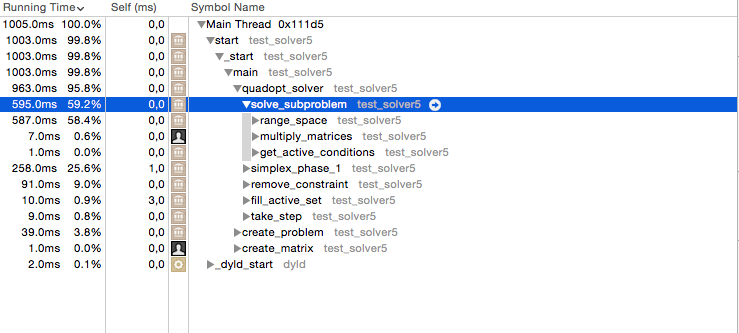 Running Time Self (ms) Symbol Name
1005.0ms 100.0% 0,0 Main Thread 0x111d5
1003.0ms 99.8% 0,0 start test_solver5
1003.0ms 99.8% 0,0 _start test_solver5
1003.0ms 99.8% 0,0 main test_solver5
963.0ms 95.8% 0,0 quadopt_solver test_solver5
595.0ms 59.2% 0,0 solve_subproblem test_solver5
587.0ms 58.4% 0,0 range_space test_solver5
7.0ms 0.6% 0,0 multiply_matrices test_solver5
1.0ms 0.0% 0,0 get_active_conditions test_solver5
258.0ms 25.6% 1,0 simplex_phase_1 test_solver5
91.0ms 9.0% 0,0 remove_constraint test_solver5
10.0ms 0.9% 3,0 fill_active_set test_solver5
9.0ms 0.8% 0,0 take_step test_solver5
39.0ms 3.8% 0,0 create_problem test_solver5
1.0ms 0.0% 0,0 create_matrix test_solver5
2.0ms 0.1% 0,0 _dyld_start dyld